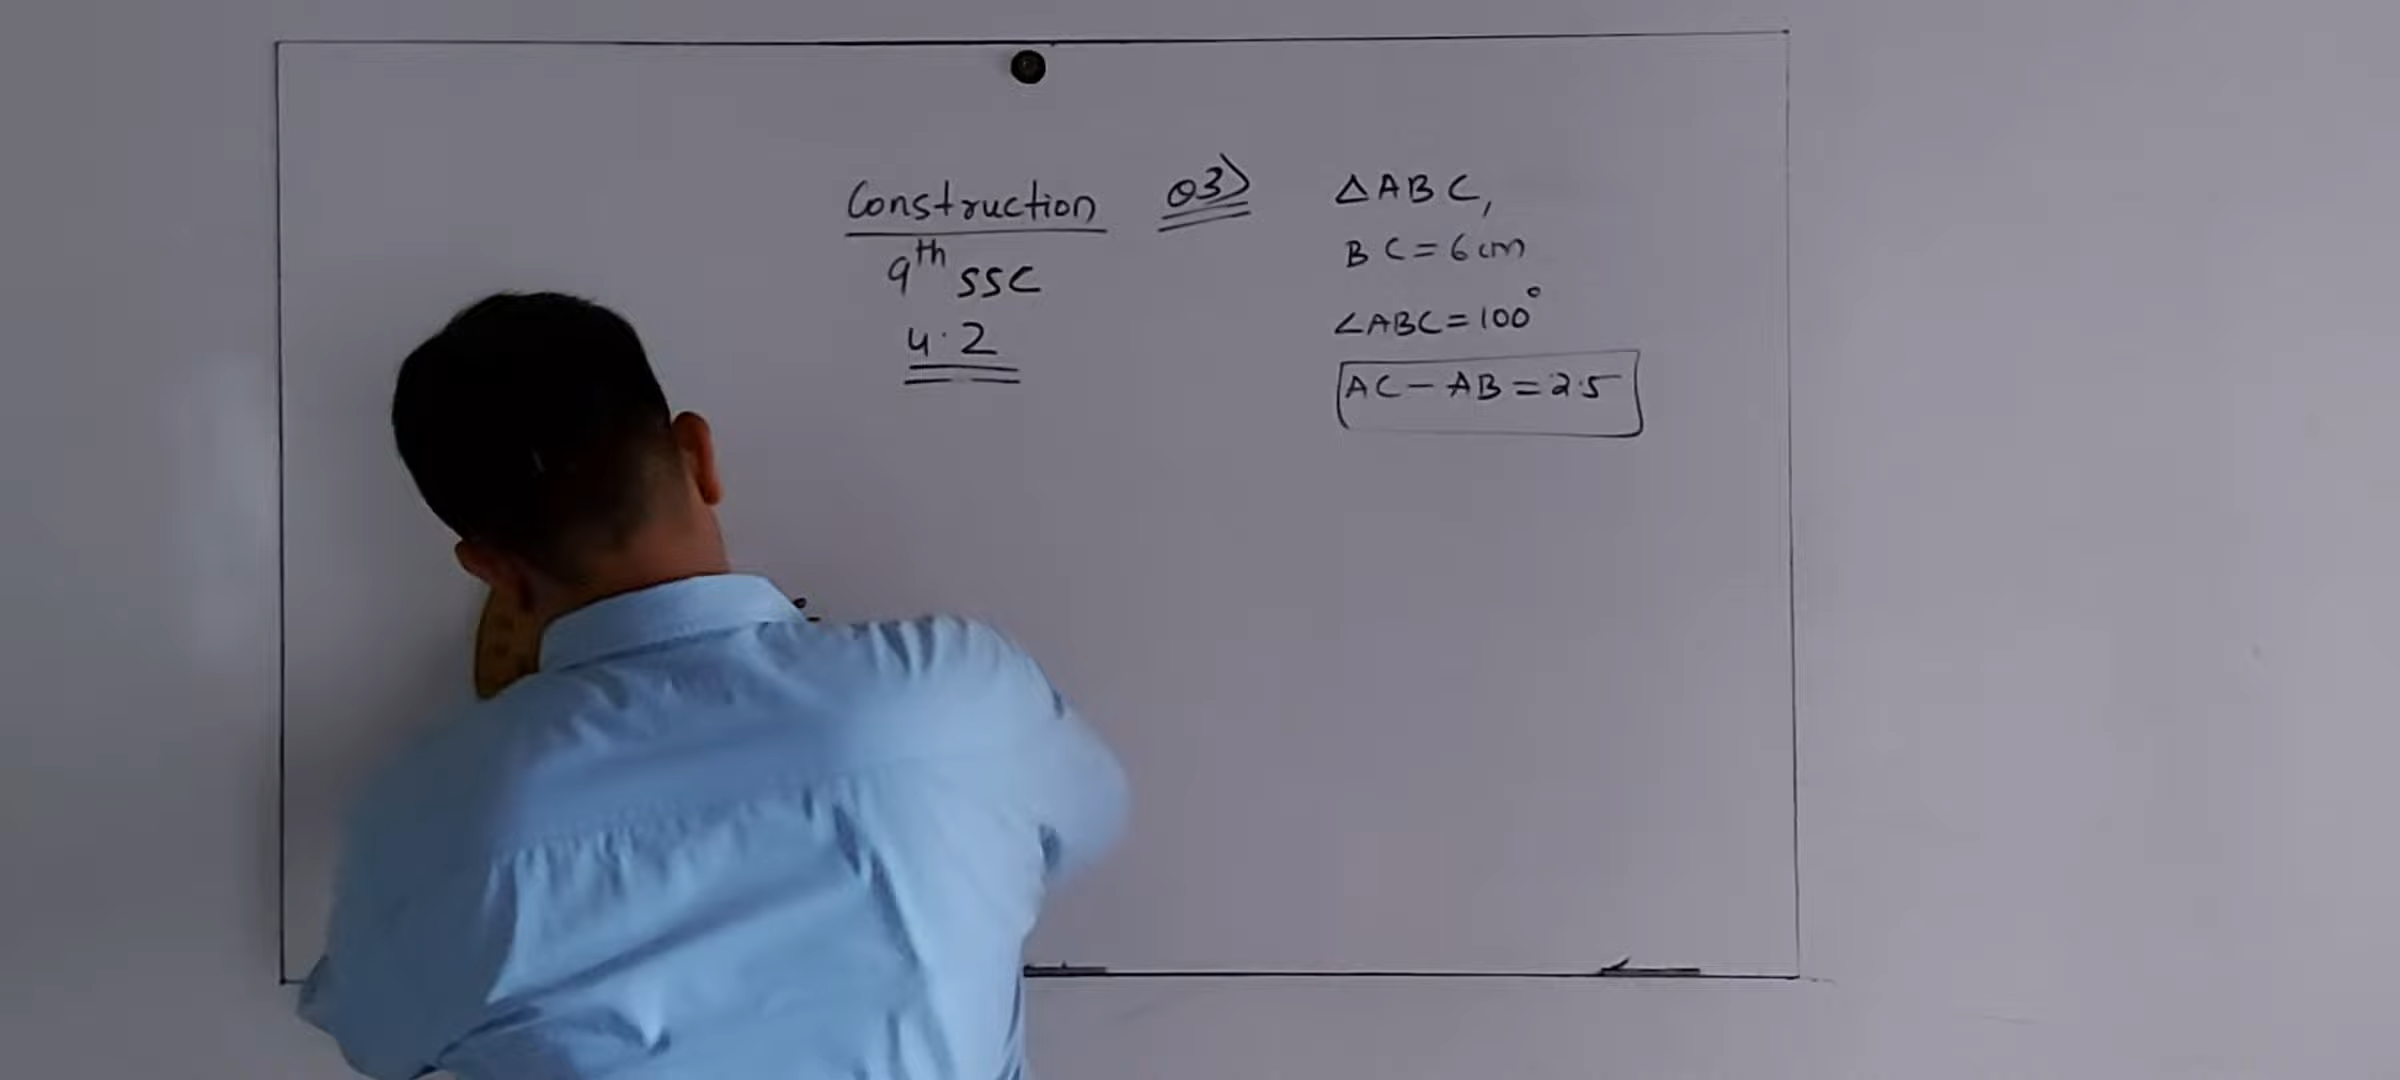 Construction
9th SSC
4.2
Q3)
△ABC,
BC=6cm
∠ABC=100°
AC-AB=2.5